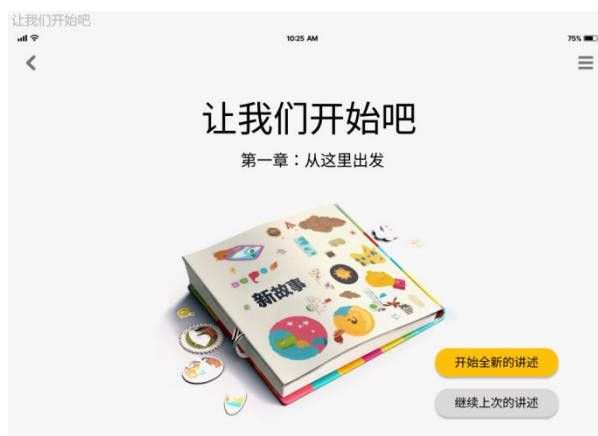 让我们开始吧
10:25 AM
75%
让我们开始吧
第一章：从这里出发
新故事
开始全新的讲述
继续上次的讲述